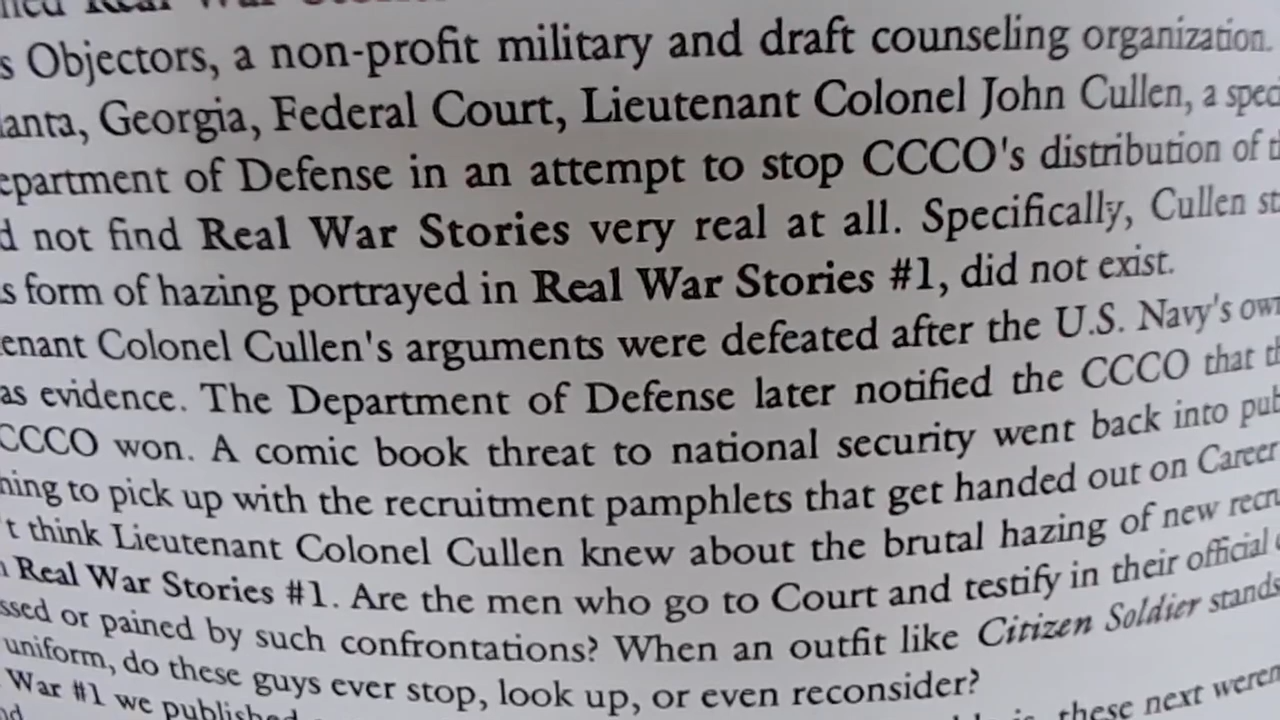 Real War
s Objectors, a non-profit military and draft counseling organization.
lanta, Georgia, Federal Court, Lieutenant Colonel John Cullen, a speci
epartment of Defense in an attempt to stop CCCO's distribution of t
d not find Real War Stories very real at all. Specifically, Cullen st
s form of hazing portrayed in Real War Stories #1, did not exist.
enant Colonel Cullen's arguments were defeated after the U.S. Navy's own
as evidence. The Department of Defense later notified the CCCO that th
CCCO won. A comic book threat to national security went back into pub
hing to pick up with the recruitment pamphlets that get handed out on Career
't think Lieutenant Colonel Cullen knew about the brutal hazing of new recr
n Real War Stories #1. Are the men who go to Court and testify in their official
ssed or pained by such confrontations? When an outfit like Citizen Soldier stands
uniform, do these guys ever stop, look up, or even reconsider?
War #1 we published
these next weren